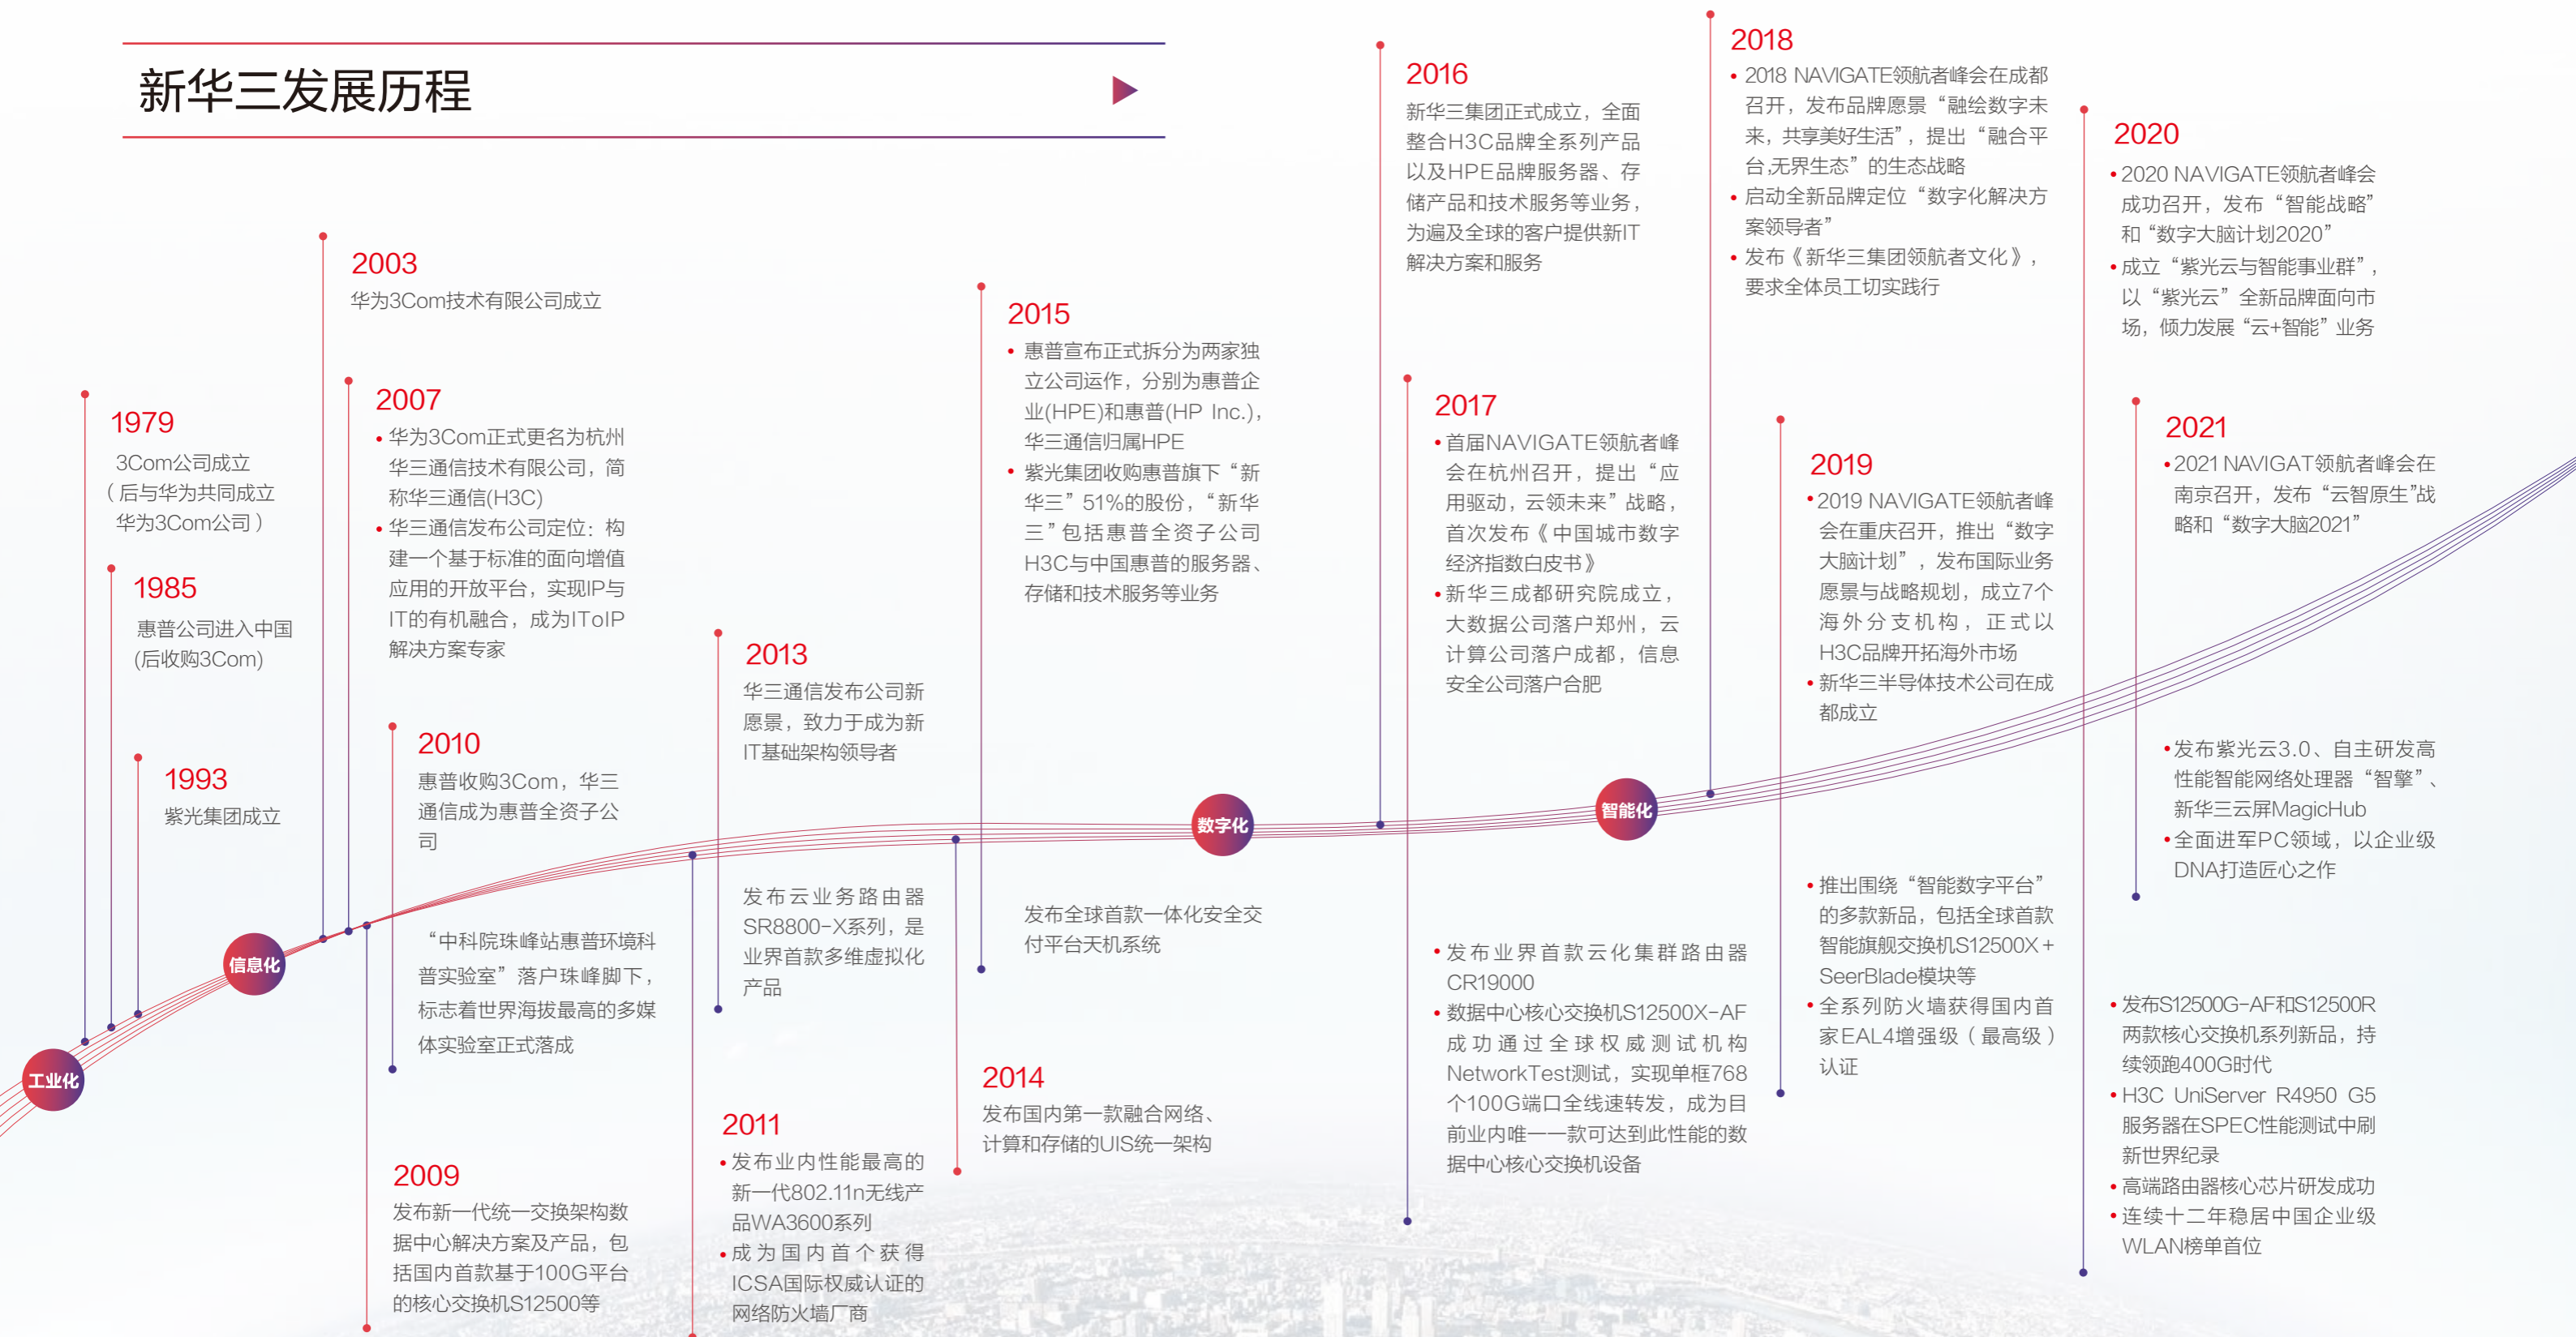 新华三发展历程
1979
3Com公司成立
（后与华为共同成立
华为3Com公司）
1985
惠普公司进入中国
(后收购3Com)
1993
紫光集团成立
2003
华为3Com技术有限公司成立
2007
• 华为3Com正式更名为杭州
华三通信技术有限公司，简
称华三通信(H3C)
• 华三通信发布公司定位：构
建一个基于标准的面向增值
应用的开放平台，实现IP与
IT的有机融合，成为IToIP
解决方案专家
2009
发布新一代统一交换架构数
据中心解决方案及产品，包
括国内首款基于100G平台
的核心交换机S12500等
2010
惠普收购3Com，华三
通信成为惠普全资子公
司
“中科院珠峰站惠普环境科
普实验室”落户珠峰脚下，
标志着世界海拔最高的多媒
体实验室正式落成
2011
• 发布业内性能最高的
新一代802.11n无线产
品WA3600系列
• 成为国内首个获得
ICSA国际权威认证的
网络防火墙厂商
2013
华三通信发布公司新
愿景，致力于成为新
IT基础架构领导者
发布云业务路由器
SR8800-X系列，是
业界首款多维虚拟化
产品
2014
发布国内第一款融合网络、
计算和存储的UIS统一架构
2015
• 惠普宣布正式拆分为两家独
立公司运作，分别为惠普企
业(HPE)和惠普(HP Inc.)，
华三通信归属HPE
• 紫光集团收购惠普旗下“新
华三”51%的股份，“新华
三”包括惠普全资子公司
H3C与中国惠普的服务器、
存储和技术服务等业务
发布全球首款一体化安全交
付平台天机系统
2016
新华三集团正式成立，全面
整合H3C品牌全系列产品
以及HPE品牌服务器、存
储产品和技术服务等业务，
为遍及全球的客户提供新IT
解决方案和服务
2017
• 首届NAVIGATE领航者峰
会在杭州召开，提出“应
用驱动，云领未来”战略，
首次发布《中国城市数字
经济指数白皮书》
• 新华三成都研究院成立，
大数据公司落户郑州，云
计算公司落户成都，信息
安全公司落户合肥
• 发布业界首款云化集群路由器
CR19000
• 数据中心核心交换机S12500X-AF
成功通过全球权威测试机构
NetworkTest测试，实现单框768
个100G端口全线速转发，成为目
前业内唯一一款可达到此性能的数
据中心核心交换机设备
2018
• 2018 NAVIGATE领航者峰会在成都
召开，发布品牌愿景“融绘数字未
来，共享美好生活”，提出“融合平
台,无界生态”的生态战略
• 启动全新品牌定位“数字化解决方
案领导者”
• 发布《新华三集团领航者文化》，
要求全体员工切实践行
2019
• 2019 NAVIGATE领航者峰
会在重庆召开，推出“数字
大脑计划”，发布国际业务
愿景与战略规划，成立7个
海外分支机构，正式以
H3C品牌开拓海外市场
• 新华三半导体技术公司在成
都成立
• 推出围绕“智能数字平台”
的多款新品，包括全球首款
智能旗舰交换机S12500X+
SeerBlade模块等
• 全系列防火墙获得国内首
家EAL4增强级（最高级）
认证
2020
• 2020 NAVIGATE领航者峰会
成功召开，发布“智能战略”
和“数字大脑计划2020”
• 成立“紫光云与智能事业群”，
以“紫光云”全新品牌面向市
场，倾力发展“云+智能”业务
• 发布S12500G-AF和S12500R
两款核心交换机系列新品，持
续领跑400G时代
• H3C UniServer R4950 G5
服务器在SPEC性能测试中刷
新世界纪录
• 高端路由器核心芯片研发成功
• 连续十二年稳居中国企业级
WLAN榜单首位
2021
• 2021 NAVIGAT领航者峰会在
南京召开，发布“云智原生”战
略和“数字大脑2021”
• 发布紫光云3.0、自主研发高
性能智能网络处理器“智擎”、
新华三云屏MagicHub
• 全面进军PC领域，以企业级
DNA打造匠心之作
工业化
信息化
数字化
智能化